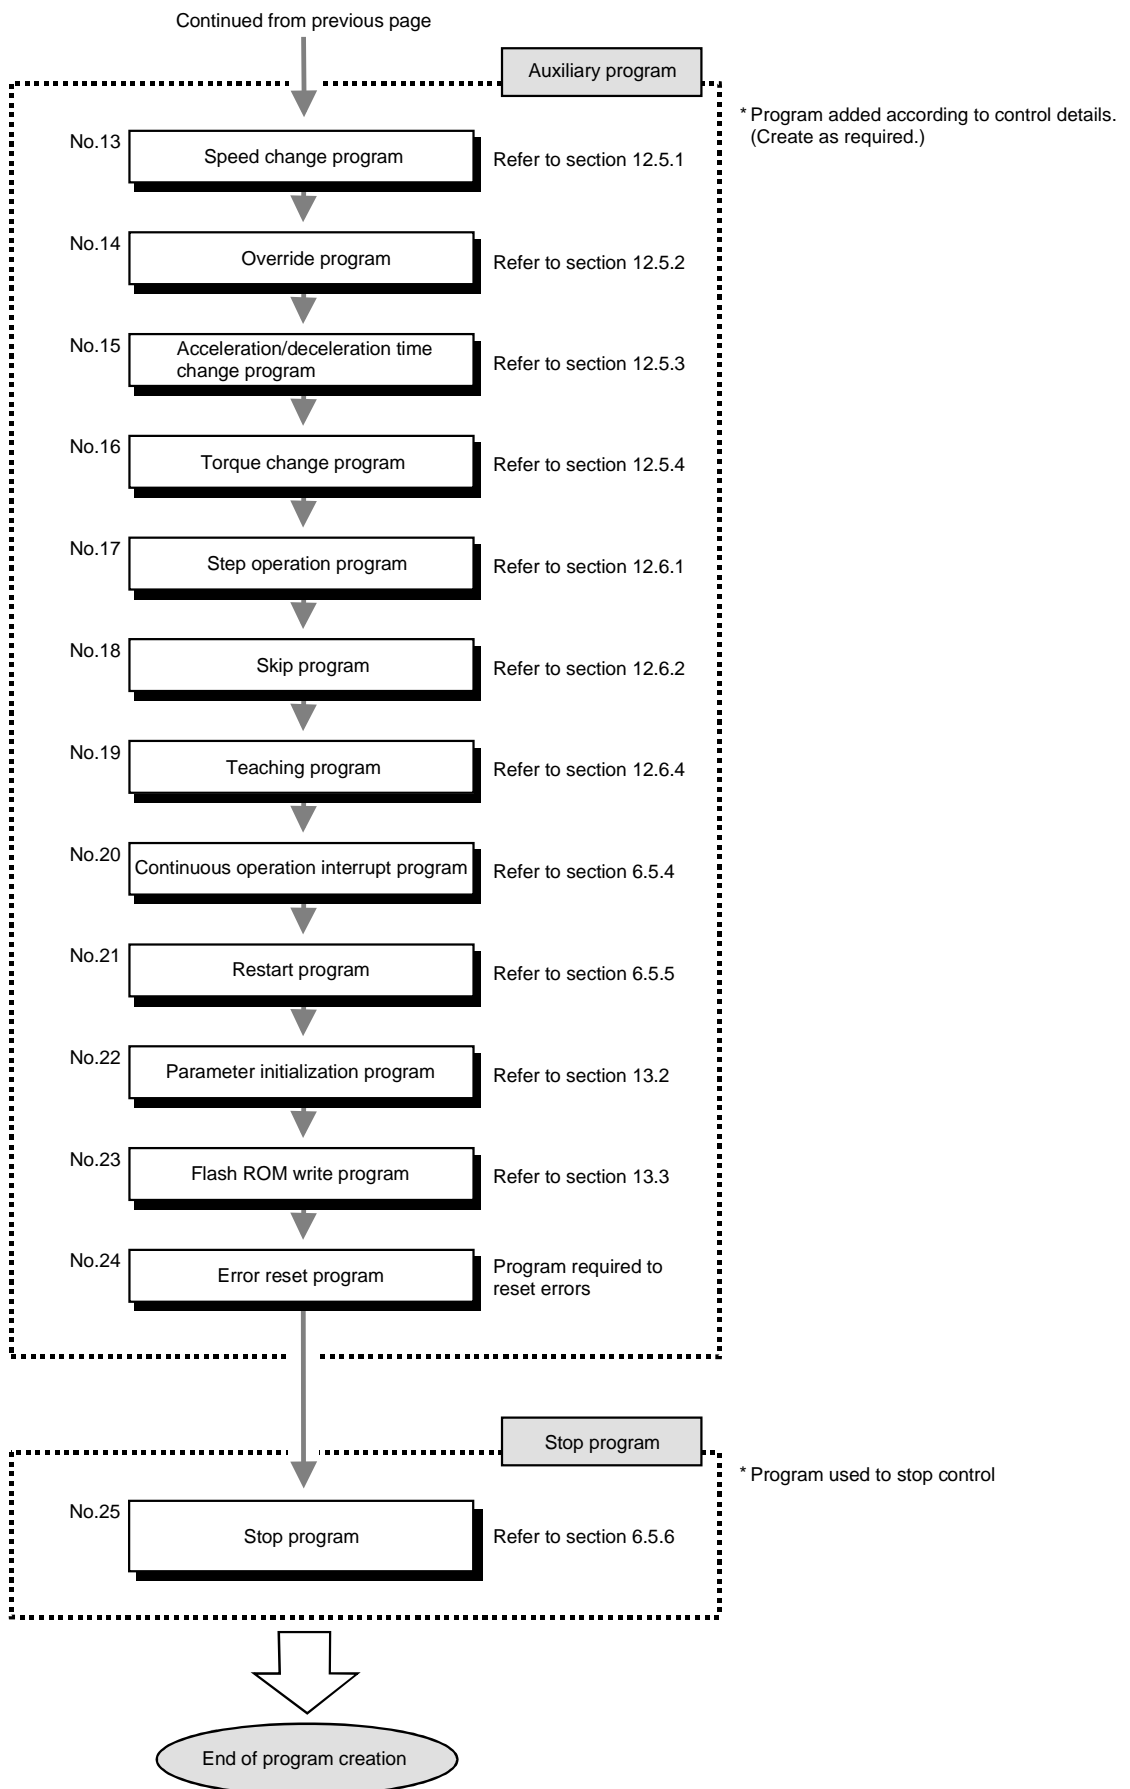 Continued from previous page
Auxiliary program
* Program added according to control details.
(Create as required.)
No.13
Speed change program
Refer to section 12.5.1
No.14
Override program
Refer to section 12.5.2
No.15
Acceleration/deceleration time
change program
Refer to section 12.5.3
No.16
Torque change program
Refer to section 12.5.4
No.17
Step operation program
Refer to section 12.6.1
No.18
Skip program
Refer to section 12.6.2
No.19
Teaching program
Refer to section 12.6.4
No.20
Continuous operation interrupt program
Refer to section 6.5.4
No.21
Restart program
Refer to section 6.5.5
No.22
Parameter initialization program
Refer to section 13.2
No.23
Flash ROM write program
Refer to section 13.3
No.24
Error reset program
Program required to
reset errors
Stop program
* Program used to stop control
No.25
Stop program
Refer to section 6.5.6
End of program creation